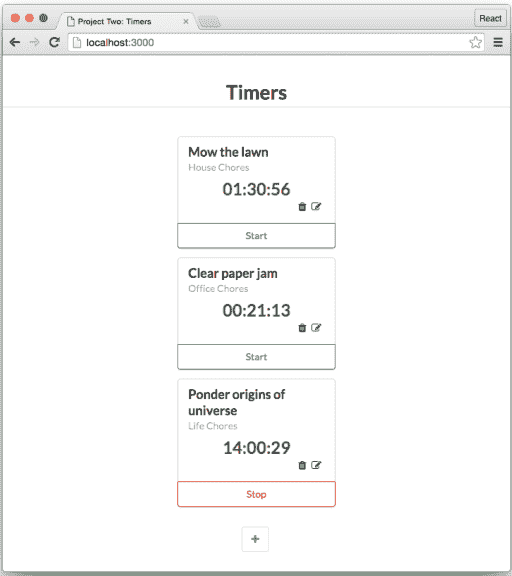 Project Two: Timers
React
localhost:3000
Timers
Mow the lawn
House Chores
01:30:56
Start
Clear paper jam
Office Chores
00:21:13
Start
Ponder origins of
universe
Life Chores
14:00:29
Stop
+